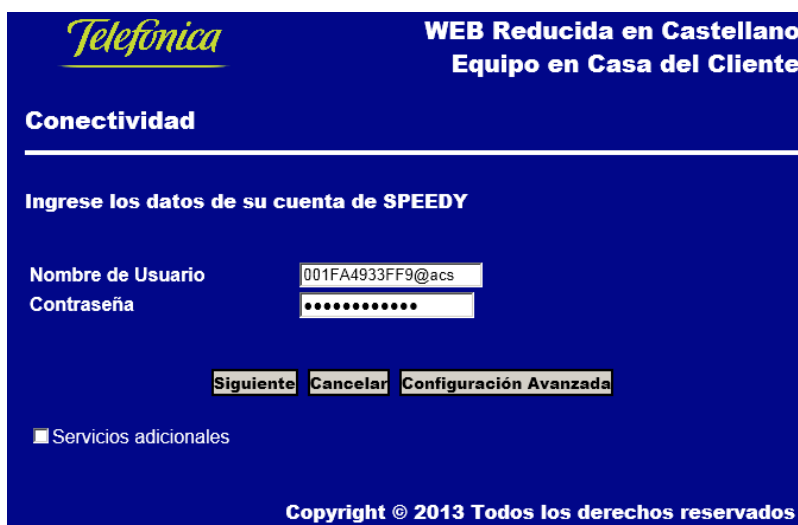 Telefónica
WEB Reducida en Castellano
Equipo en Casa del Cliente
Conectividad
Ingrese los datos de su cuenta de SPEEDY
Nombre de Usuario 001FA4933FF9@acs
Contraseña ●●●●●●●●●●●●
Siguiente Cancelar Configuración Avanzada
Servicios adicionales
Copyright © 2013 Todos los derechos reservados